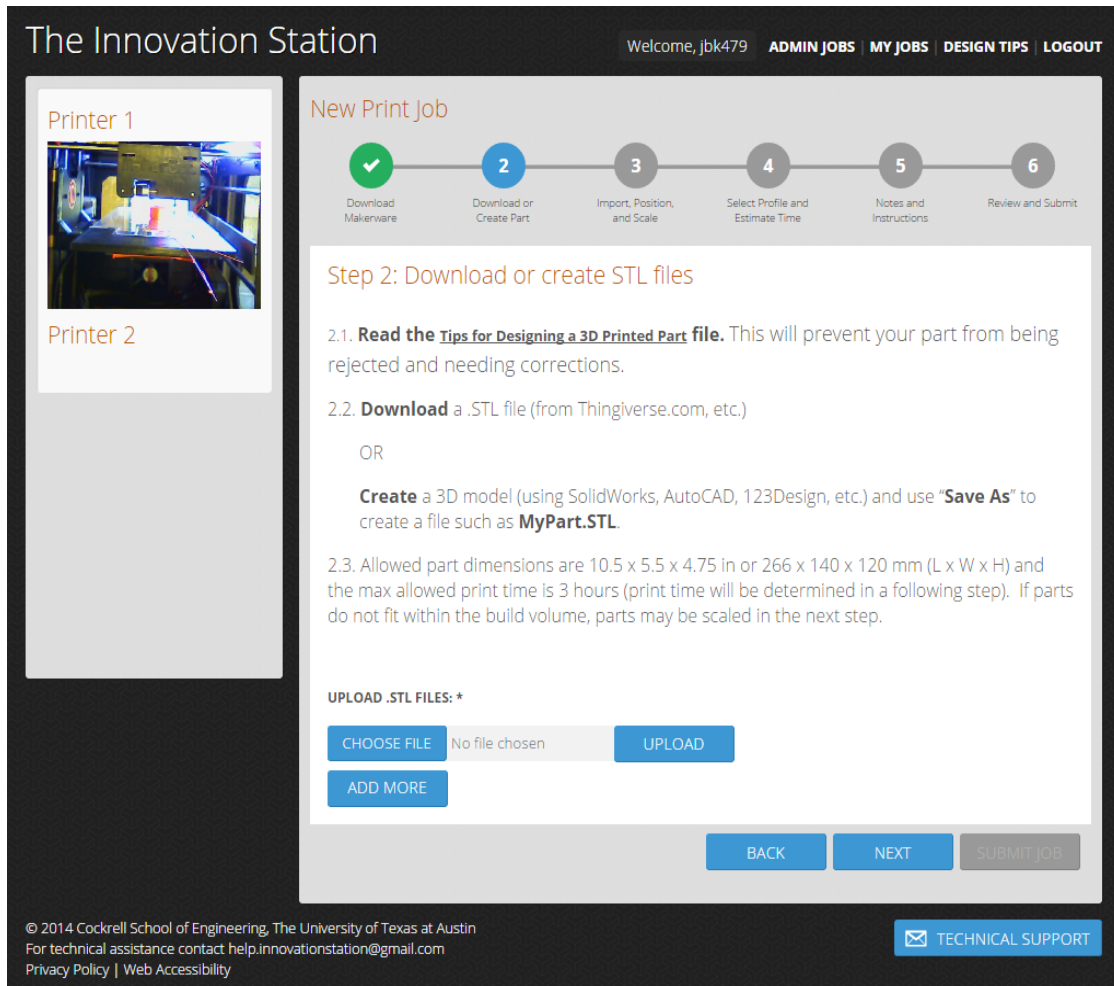 The Innovation Station
Welcome, jbk479 ADMIN JOBS | MY JOBS | DESIGN TIPS | LOGOUT
Printer 1
Printer 2
New Print Job
2 3 4 5 6
Download Makerware
Download or Create Part
Import, Position, and Scale
Select Profile and Estimate Time
Notes and Instructions
Review and Submit
Step 2: Download or create STL files
2.1. Read the Tips for Designing a 3D Printed Part file. This will prevent your part from being
rejected and needing corrections.
2.2. Download a .STL file (from Thingiverse.com, etc.)
OR
Create a 3D model (using SolidWorks, AutoCAD, 123Design, etc.) and use “Save As” to
create a file such as MyPart.STL.
2.3. Allowed part dimensions are 10.5 x 5.5 x 4.75 in or 266 x 140 x 120 mm (L x W x H) and
the max allowed print time is 3 hours (print time will be determined in a following step). If parts
do not fit within the build volume, parts may be scaled in the next step.
UPLOAD .STL FILES: *
CHOOSE FILE No file chosen UPLOAD
ADD MORE
BACK NEXT SUBMIT JOB
© 2014 Cockrell School of Engineering, The University of Texas at Austin
For technical assistance contact help.innovationstation@gmail.com
Privacy Policy | Web Accessibility
TECHNICAL SUPPORT